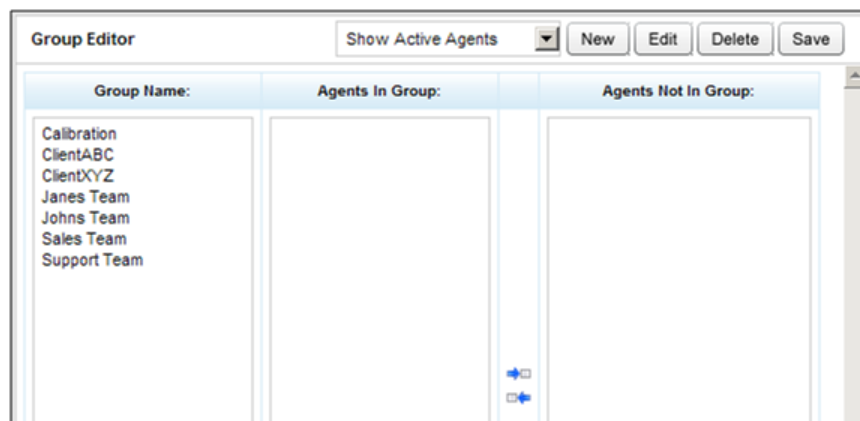 Group Editor Show Active Agents New Edit Delete Save
Group Name: Agents In Group: Agents Not In Group:
Calibration
ClientABC
ClientXYZ
Janes Team
Johns Team
Sales Team
Support Team